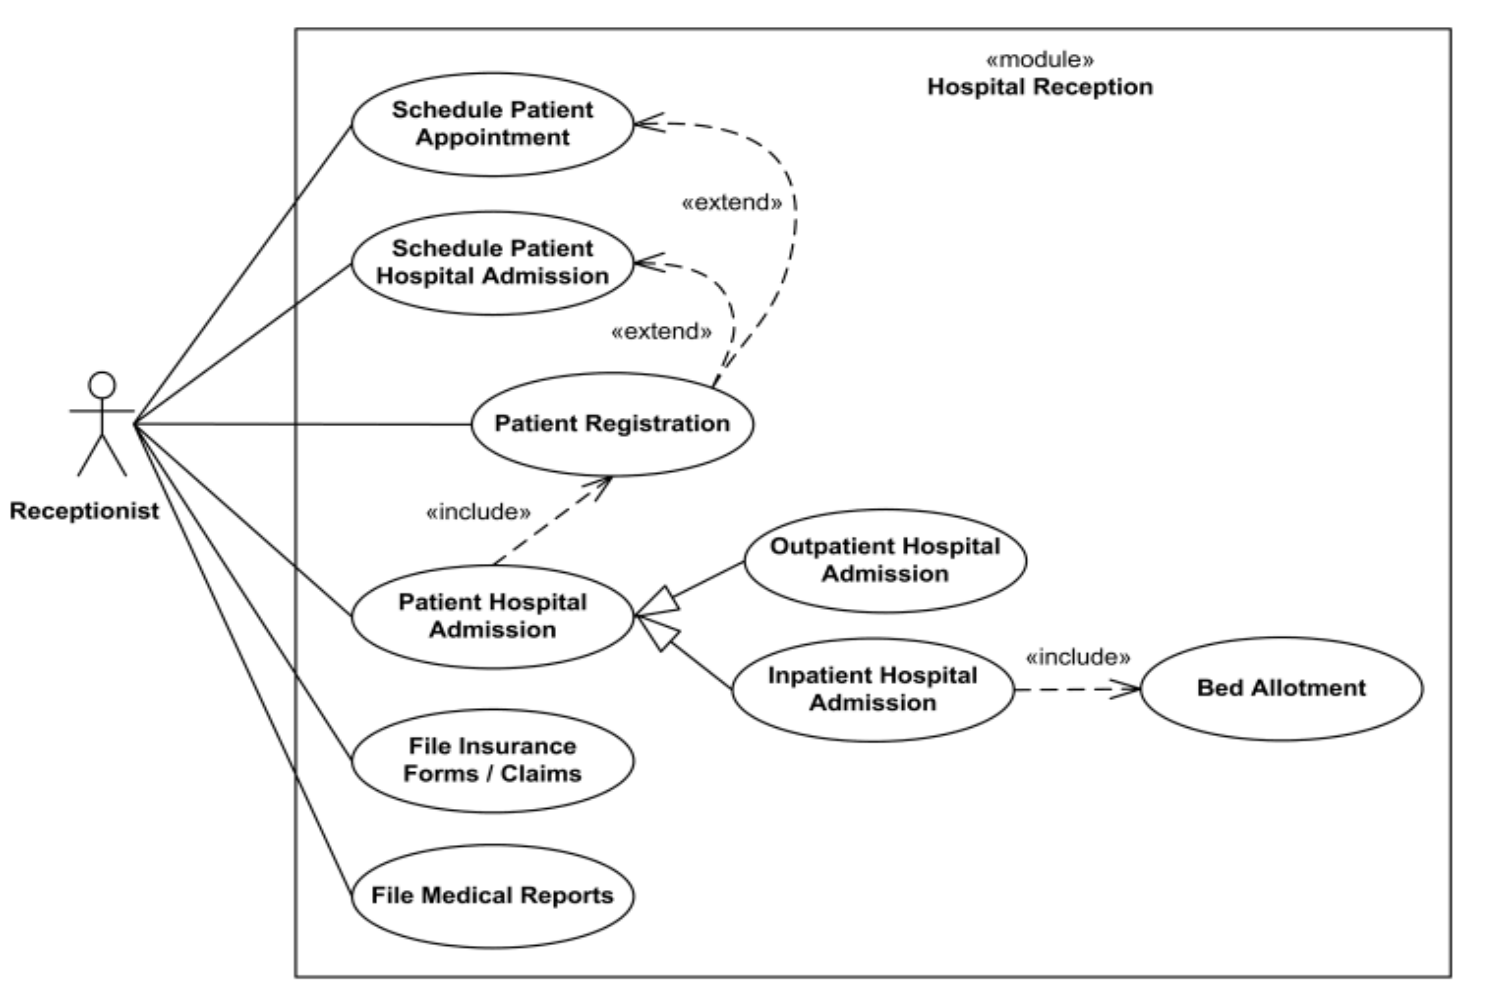 «module»
Hospital Reception
Schedule Patient
Appointment
«extend»
Schedule Patient
Hospital Admission
«extend»
Patient Registration
Receptionist
«include»
Outpatient Hospital
Admission
Patient Hospital
Admission
«include»
Inpatient Hospital
Admission
Bed Allotment
File Insurance
Forms / Claims
File Medical Reports